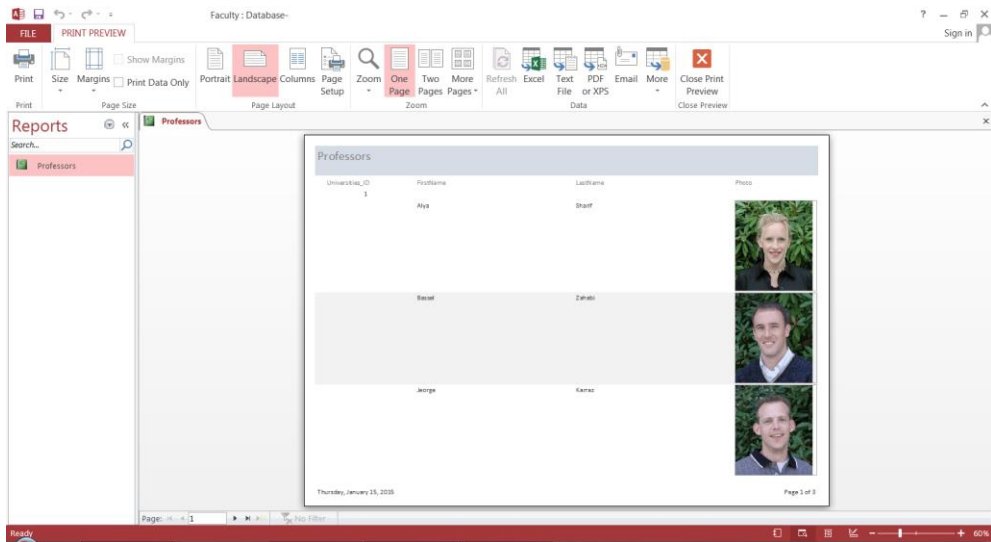 Faculty : Database-
? Sign in
FILE PRINT PREVIEW
Print Size Margins Show Margins Print Data Only Portrait Landscape Columns Page Setup Zoom One Page Two Pages More Pages Refresh All Excel Text File PDF or XPS Email More Close Print Preview
Print Page Size Page Layout Zoom Data Close Preview
Reports Professors
Search...
Professors
Professors
Universities_ID FirstName LastName Photo
1
Alya Sharif
Bassel Zahabi
Jeorge Karraz
Thursday, January 15, 2015 Page 1 of 3
Page: 1 No Filter
Ready 60%